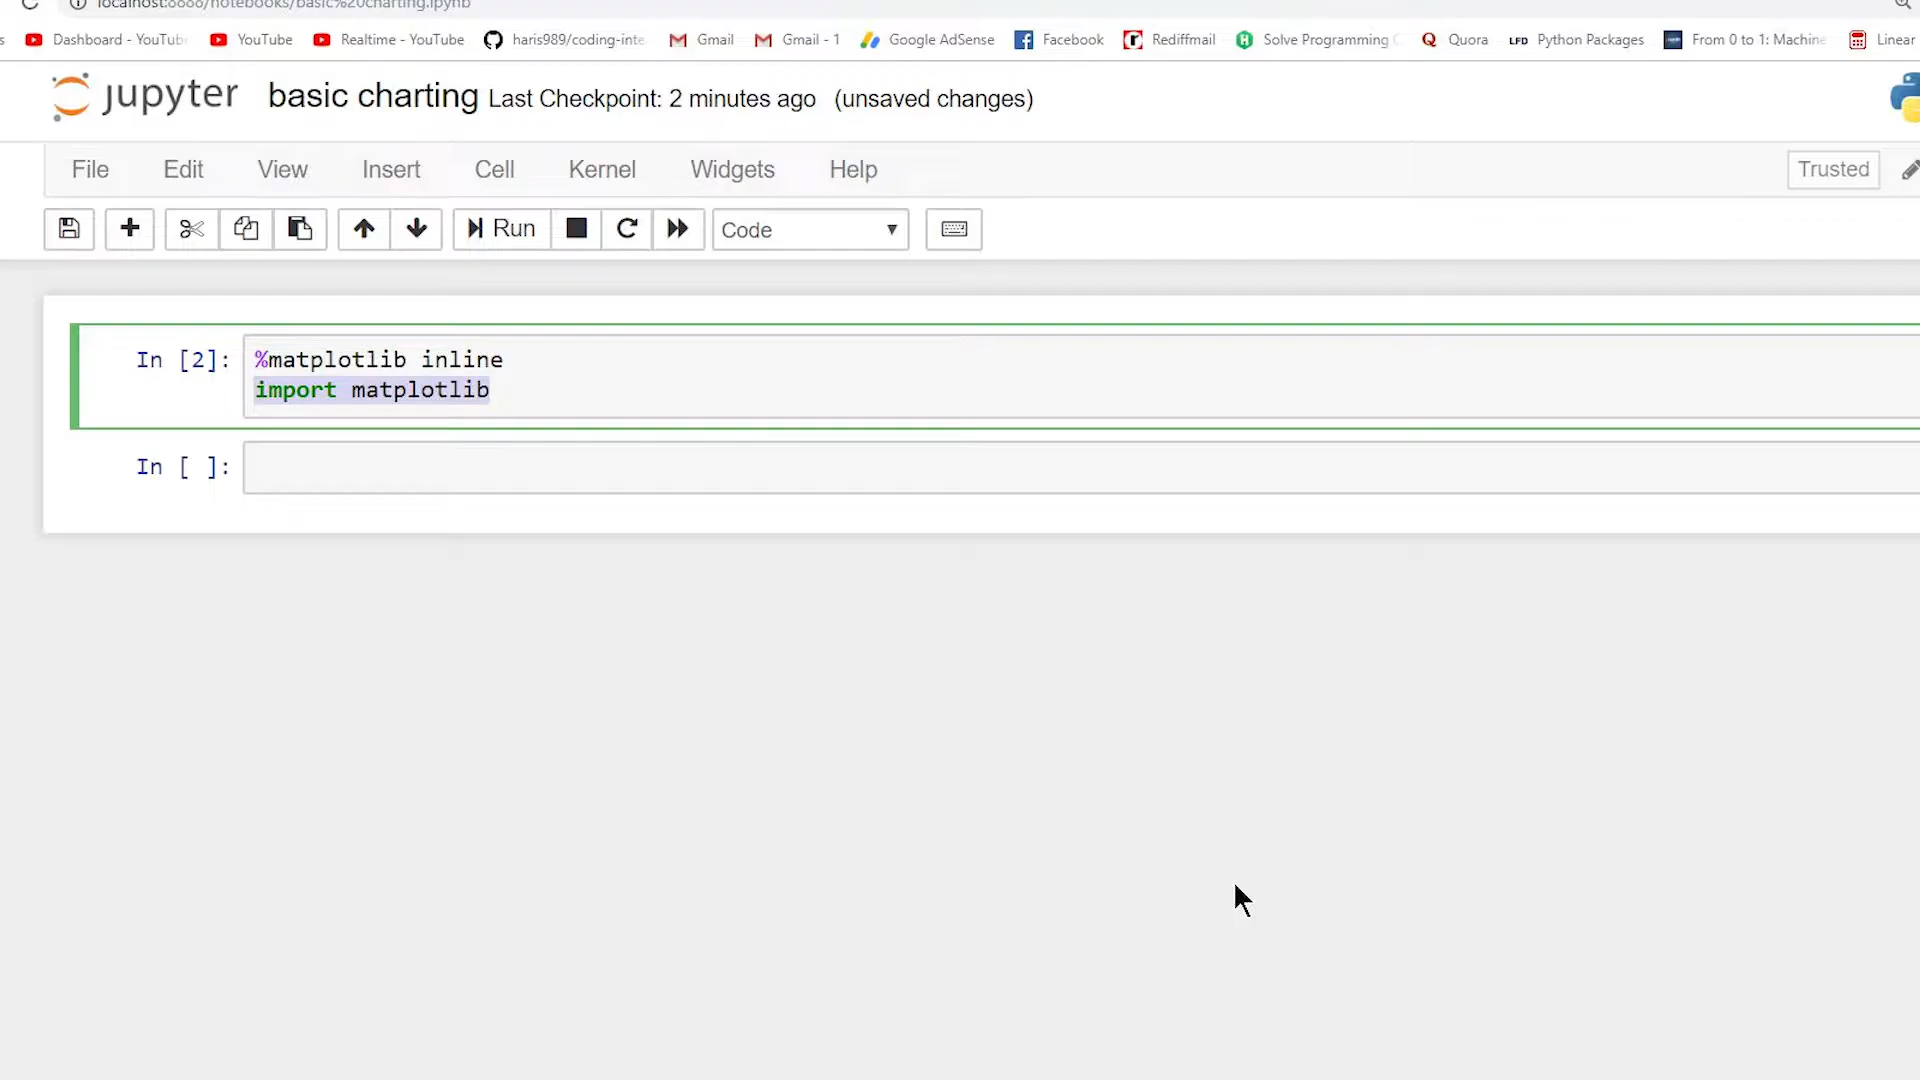 localhost:8888/notebooks/basic%20charting.ipynb
s Dashboard - YouTub YouTube Realtime - YouTube haris989/coding-inte Gmail Gmail - 1 Google AdSense Facebook Rediffmail Solve Programming C Quora LFD Python Packages From 0 to 1: Machine Linear
jupyter basic charting Last Checkpoint: 2 minutes ago (unsaved changes)
File Edit View Insert Cell Kernel Widgets Help Trusted
Run Code
In [2]: %matplotlib inline
import matplotlib
In [ ]: